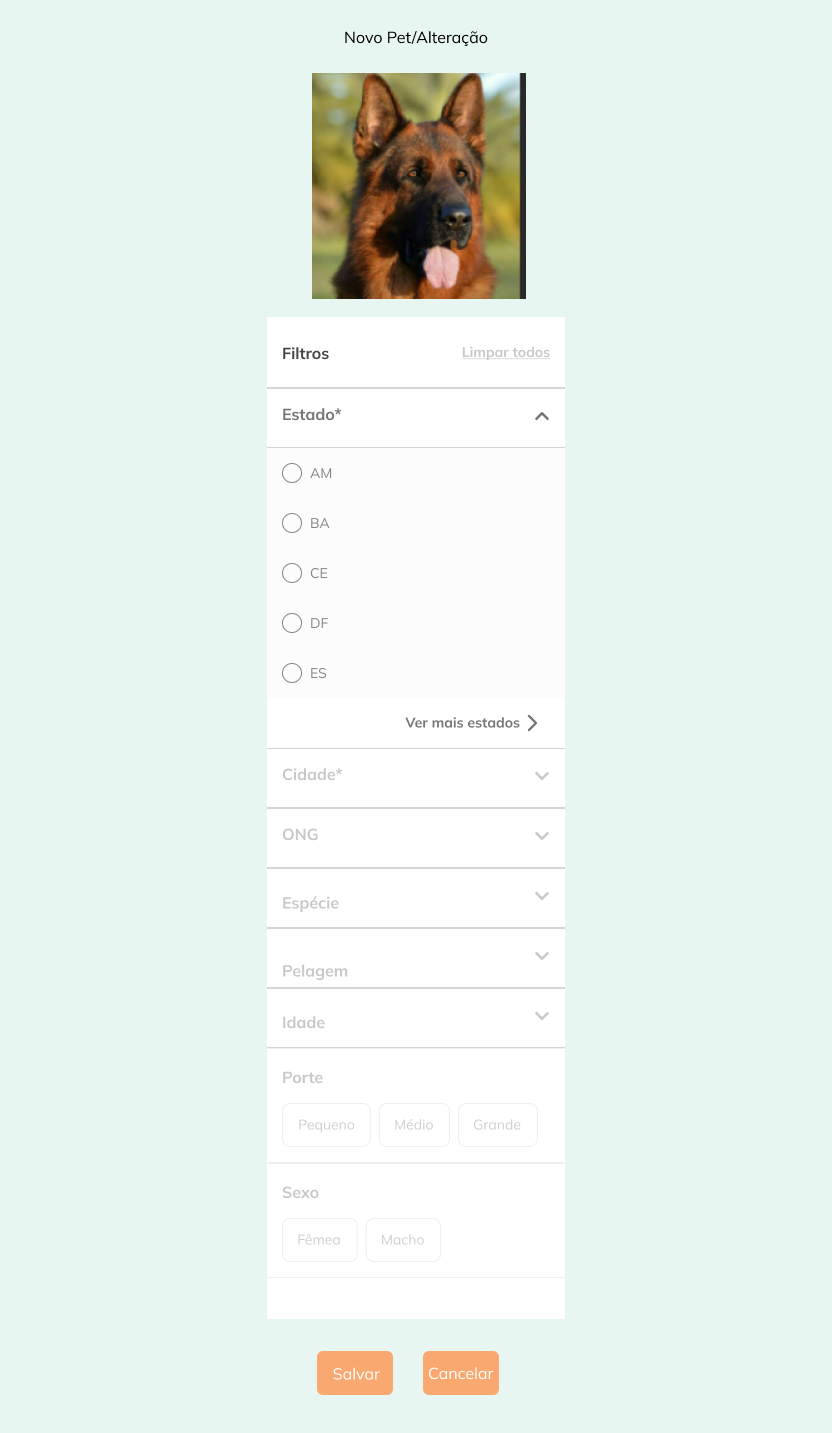 Novo Pet/Alteração
Filtros Limpar todos
Estado*
AM
BA
CE
DF
ES
Ver mais estados
Cidade*
ONG
Espécie
Pelagem
Idade
Porte
Pequeno Médio Grande
Sexo
Fêmea Macho
Salvar Cancelar